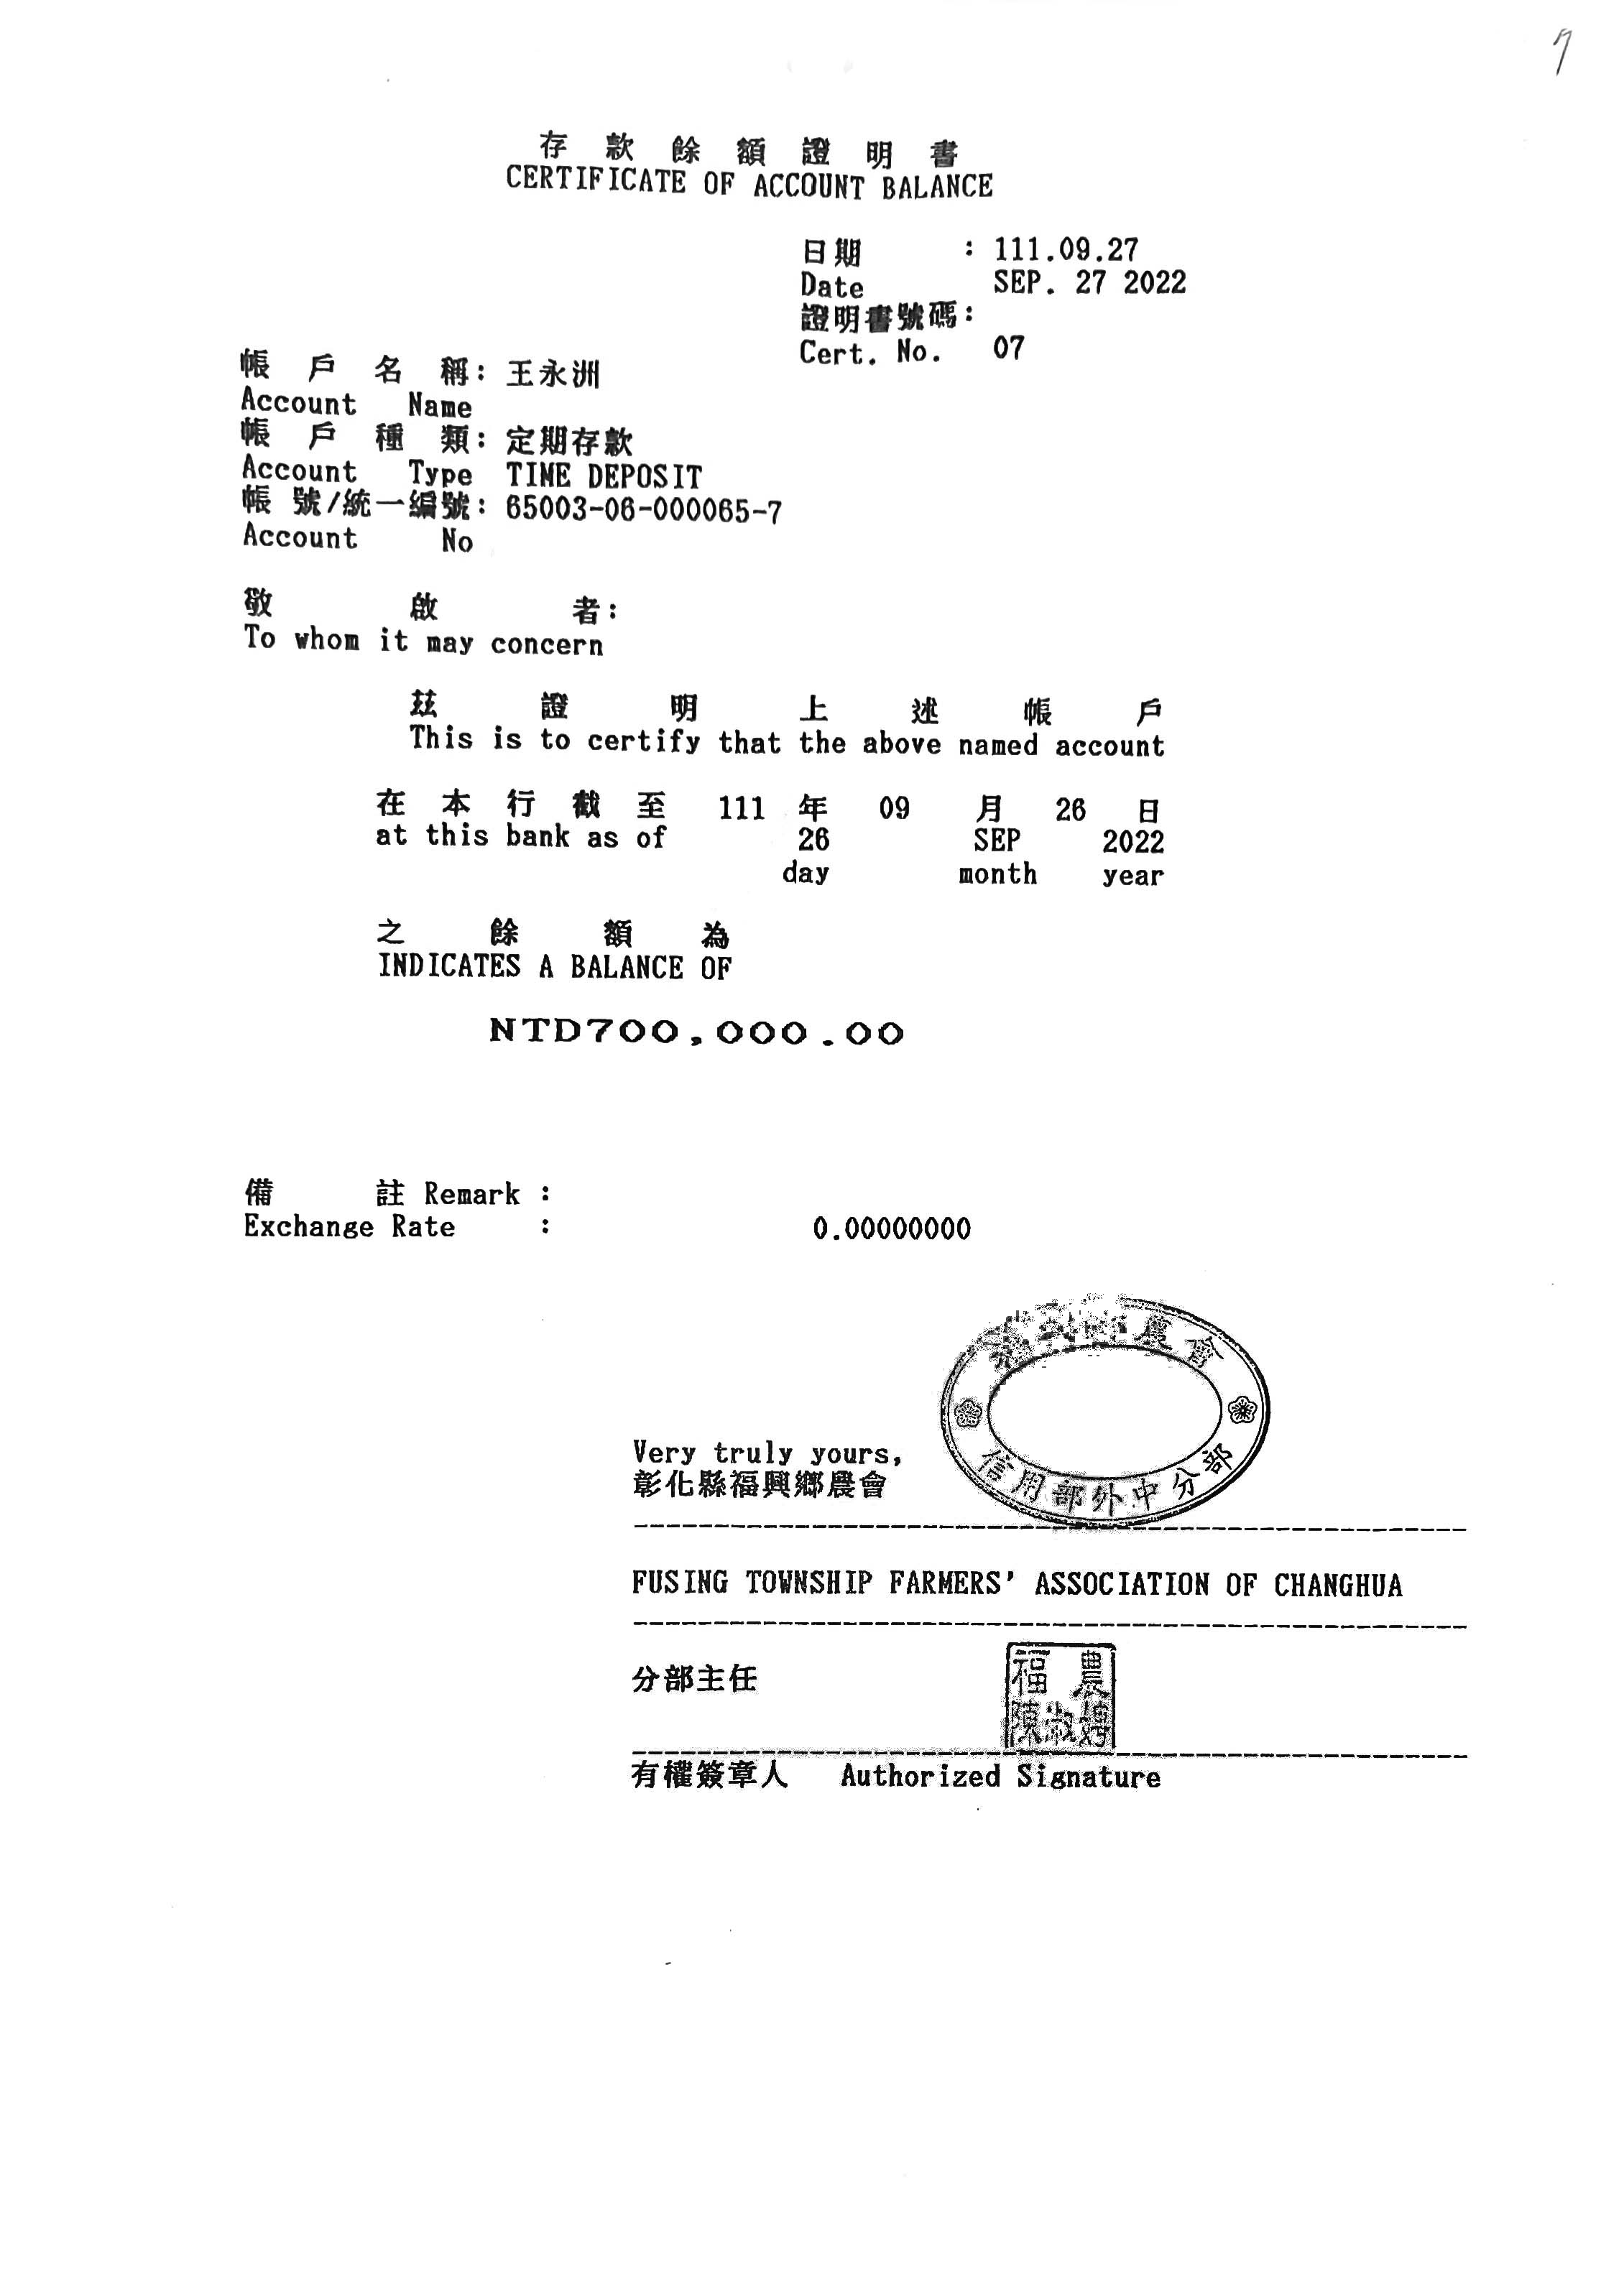 7
存款餘額證明書
CERTIFICATE OF ACCOUNT BALANCE
日期 : 111.09.27
Date SEP. 27 2022
證明書號碼:
Cert. No. 07
帳戶名稱: 王永洲
Account Name
帳戶種類: 定期存款
Account Type TIME DEPOSIT
帳號/統一編號: 65003-06-000065-7
Account No
敬啟者:
To whom it may concern
茲證明上述帳戶
This is to certify that the above named account
在本行截至 111 年 09 月 26 日
at this bank as of 26 SEP 2022
day month year
之餘額為
INDICATES A BALANCE OF
NTD700,000.00
備註 Remark :
Exchange Rate : 0.00000000
農會
信用部外中分部
Very truly yours,
彰化縣福興鄉農會
FUSING TOWNSHIP FARMERS' ASSOCIATION OF CHANGHUA
分部主任
福農
陳淑娉
有權簽章人 Authorized Signature